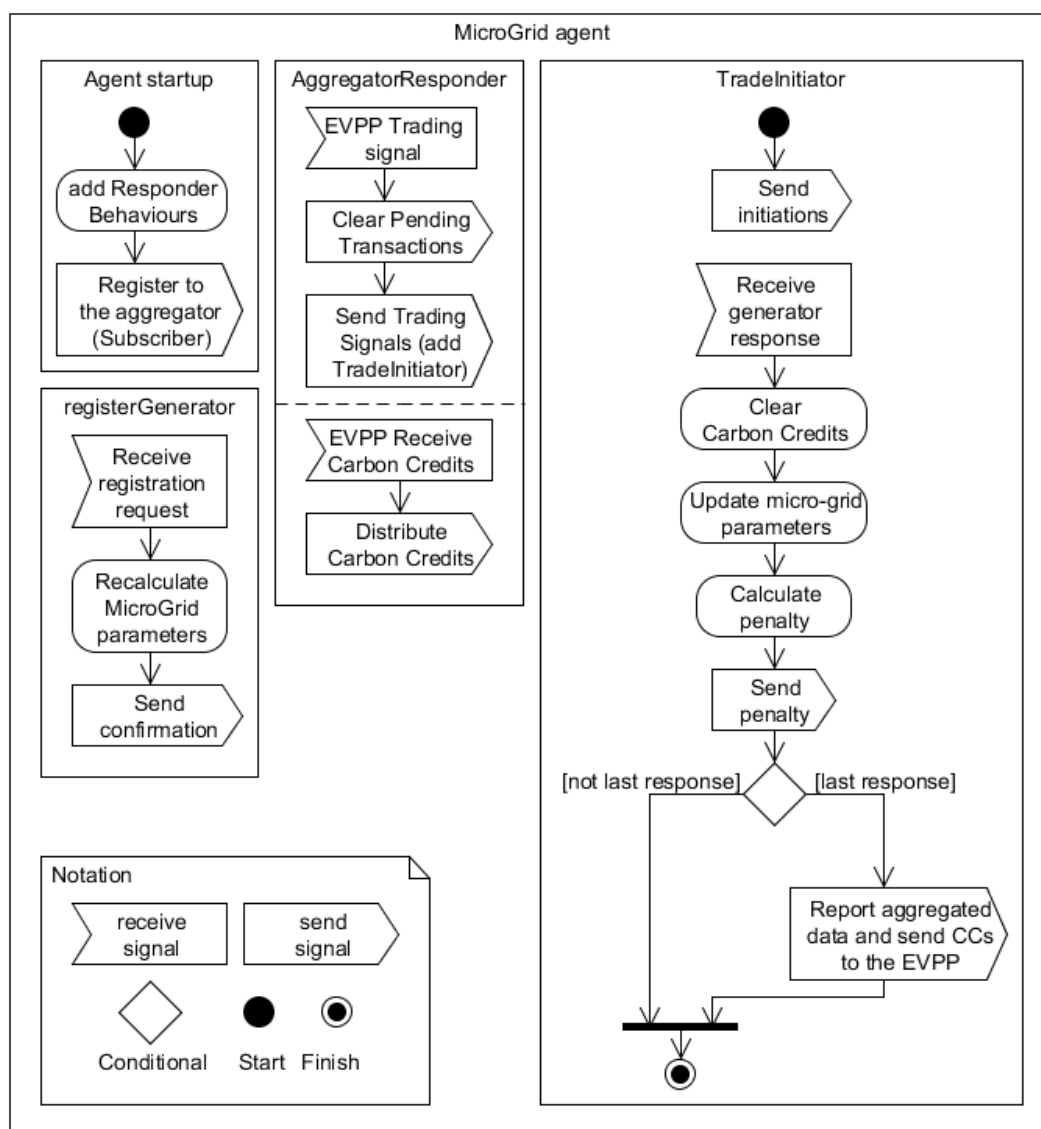 MicroGrid agent
Agent startup
add Responder
Behaviours
Register to
the aggregator
(Subscriber)
registerGenerator
Receive
registration
request
Recalculate
MicroGrid
parameters
Send
confirmation
AggregatorResponder
EVPP Trading
signal
Clear Pending
Transactions
Send Trading
Signals (add
TradeInitiator)
EVPP Receive
Carbon Credits
Distribute
Carbon Credits
TradeInitiator
Send
initiations
Receive
generator
response
Clear
Carbon Credits
Update micro-grid
parameters
Calculate
penalty
Send
penalty
[not last response]
[last response]
Report aggregated
data and send CCs
to the EVPP
Notation
receive
signal
send
signal
Conditional
Start
Finish